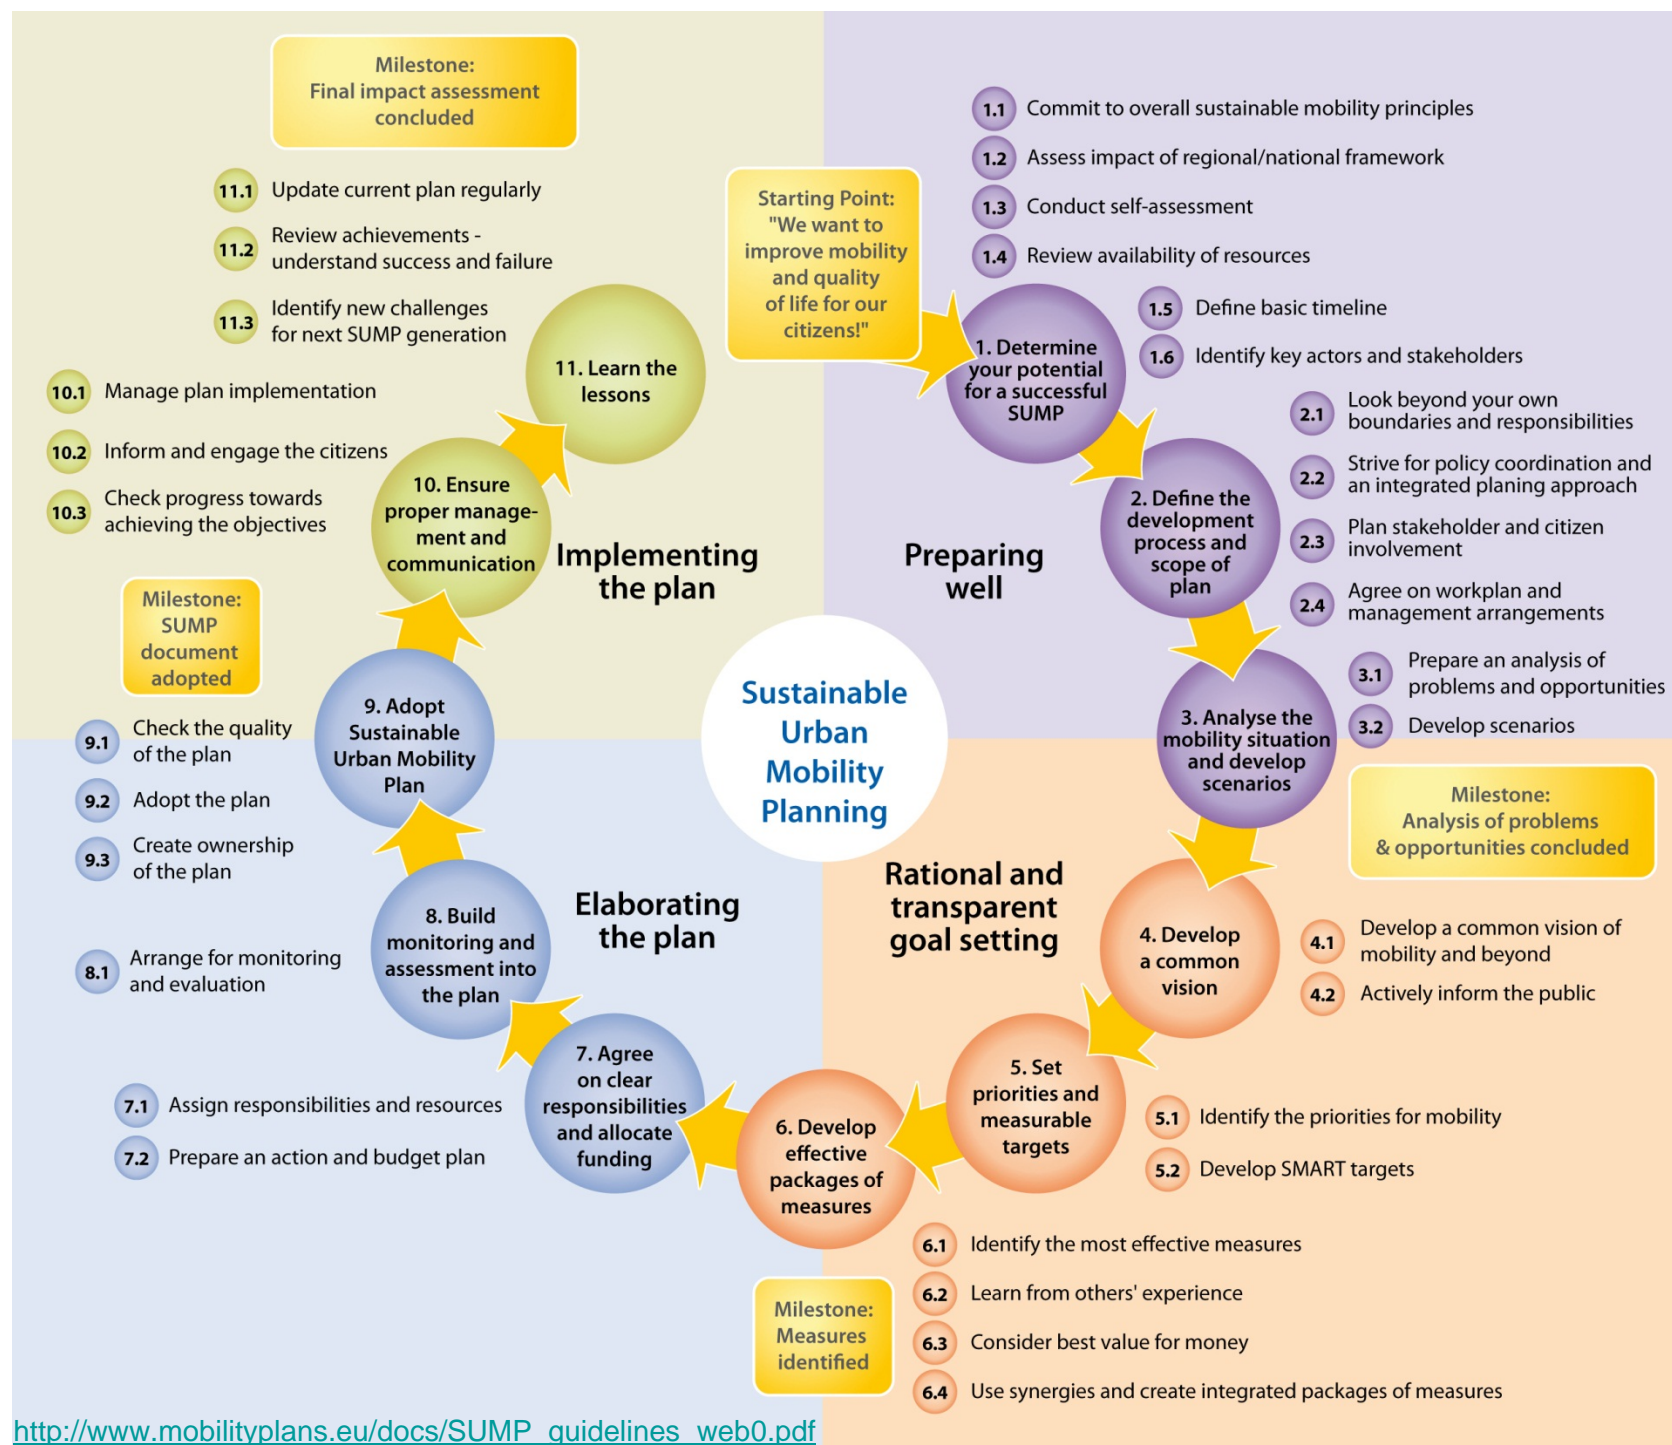 Milestone:
Final impact assessment
concluded
11.1 Update current plan regularly
11.2 Review achievements -
understand success and failure
11.3 Identify new challenges
for next SUMP generation
11. Learn the
lessons
10.1 Manage plan implementation
10.2 Inform and engage the citizens
10.3 Check progress towards
achieving the objectives
10. Ensure
proper manage-
ment and
communication
Implementing
the plan
Milestone:
SUMP
document
adopted
Starting Point:
"We want to
improve mobility
and quality
of life for our
citizens!"
1.1 Commit to overall sustainable mobility principles
1.2 Assess impact of regional/national framework
1.3 Conduct self-assessment
1.4 Review availability of resources
1.5 Define basic timeline
1.6 Identify key actors and stakeholders
1. Determine
your potential
for a successful
SUMP
2.1 Look beyond your own
boundaries and responsibilities
2.2 Strive for policy coordination and
an integrated planing approach
2.3 Plan stakeholder and citizen
involvement
2.4 Agree on workplan and
management arrangements
2. Define the
development
process and
scope of
plan
Preparing
well
3.1 Prepare an analysis of
problems and opportunities
3.2 Develop scenarios
3. Analyse the
mobility situation
and develop
scenarios
Sustainable
Urban
Mobility
Planning
Milestone:
Analysis of problems
& opportunities concluded
Rational and
transparent
goal setting
4. Develop
a common
vision
4.1 Develop a common vision of
mobility and beyond
4.2 Actively inform the public
5. Set
priorities and
measurable
targets
5.1 Identify the priorities for mobility
5.2 Develop SMART targets
6. Develop
effective
packages of
measures
6.1 Identify the most effective measures
6.2 Learn from others' experience
6.3 Consider best value for money
6.4 Use synergies and create integrated packages of measures
Milestone:
Measures
identified
7. Agree
on clear
responsibilities
and allocate
funding
7.1 Assign responsibilities and resources
7.2 Prepare an action and budget plan
Elaborating
the plan
8. Build
monitoring and
assessment into
the plan
8.1 Arrange for monitoring
and evaluation
9. Adopt
Sustainable
Urban Mobility
Plan
9.1 Check the quality
of the plan
9.2 Adopt the plan
9.3 Create ownership
of the plan
http://www.mobilityplans.eu/docs/SUMP_guidelines_web0.pdf